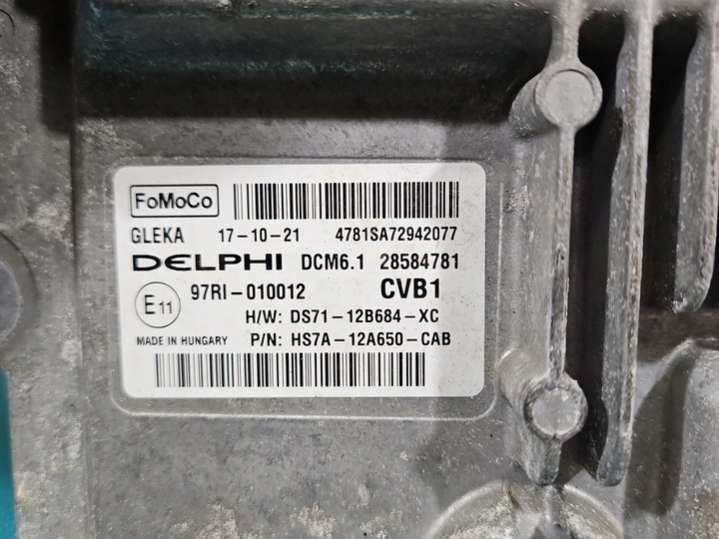 FoMoCo
GLEKA 17-10-21 4781SA72942077
DELPHI DCM6.1 28584781
E11 97RI-010012 CVB1
H/W: DS71-12B684-XC
MADE IN HUNGARY P/N: HS7A-12A650-CAB